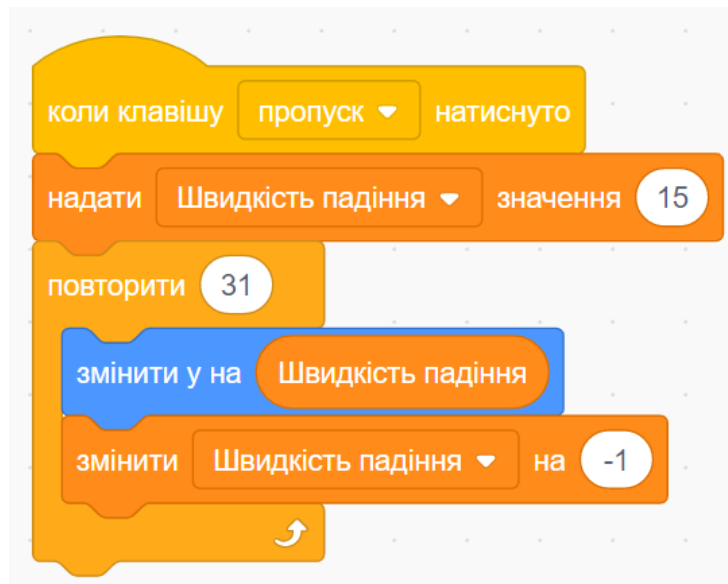 коли клавішу пропуск натиснуто
надати Швидкість падіння значення 15
повторити 31
змінити y на Швидкість падіння
змінити Швидкість падіння на -1